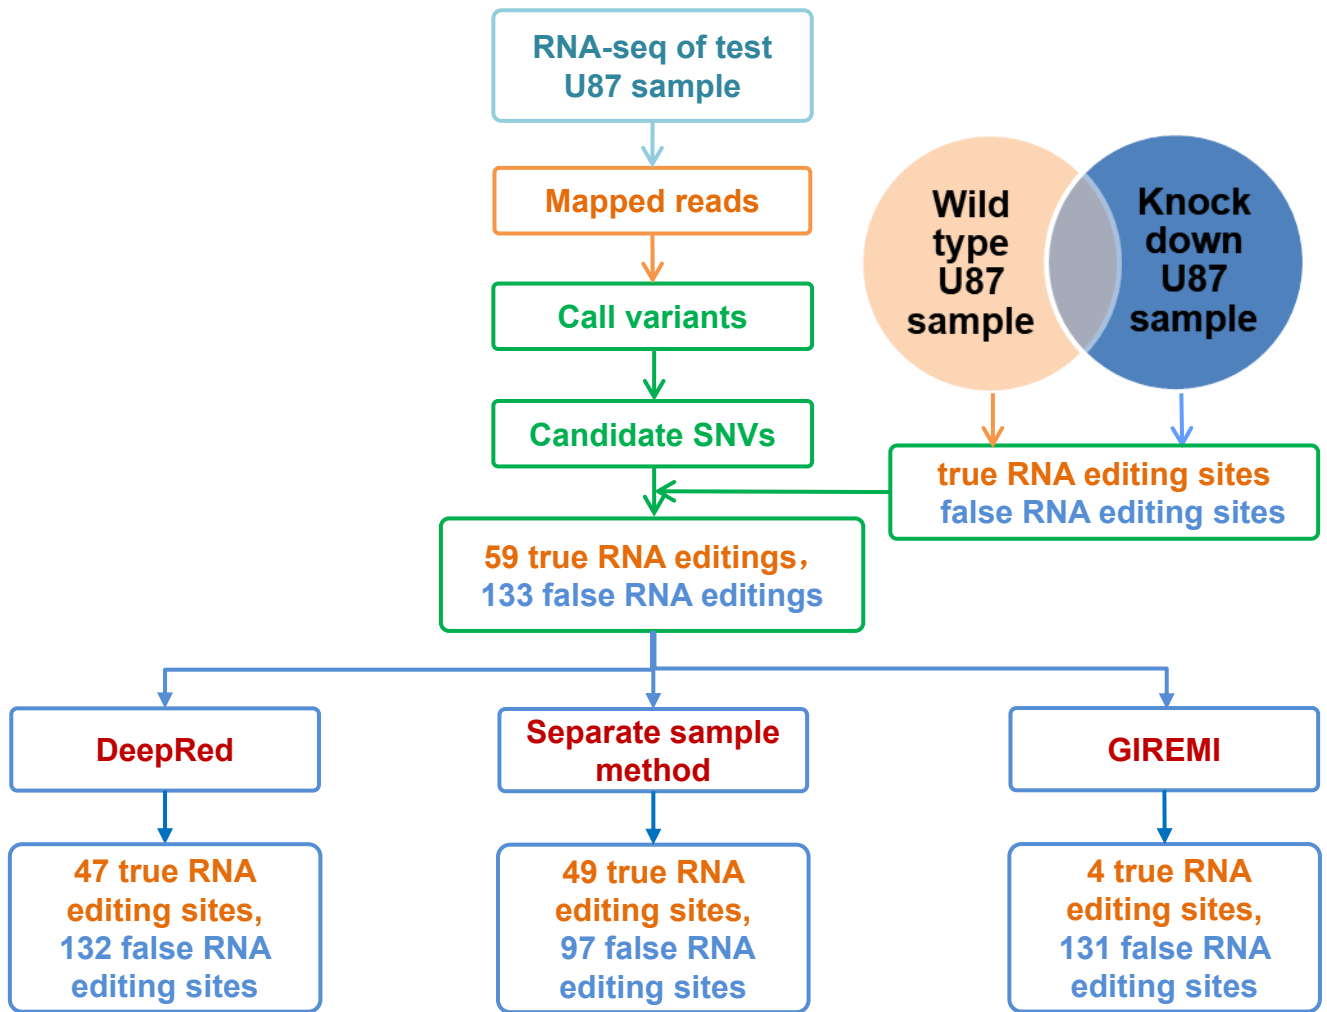 RNA-seq of test
U87 sample
Mapped reads
Call variants
Candidate SNVs
Wild
type
U87
sample
Knock
down
U87
sample
true RNA editing sites
false RNA editing sites
59 true RNA editings，
133 false RNA editings
DeepRed
Separate sample
method
GIREMI
47 true RNA
editing sites,
132 false RNA
editing sites
49 true RNA
editing sites,
97 false RNA
editing sites
4 true RNA
editing sites,
131 false RNA
editing sites